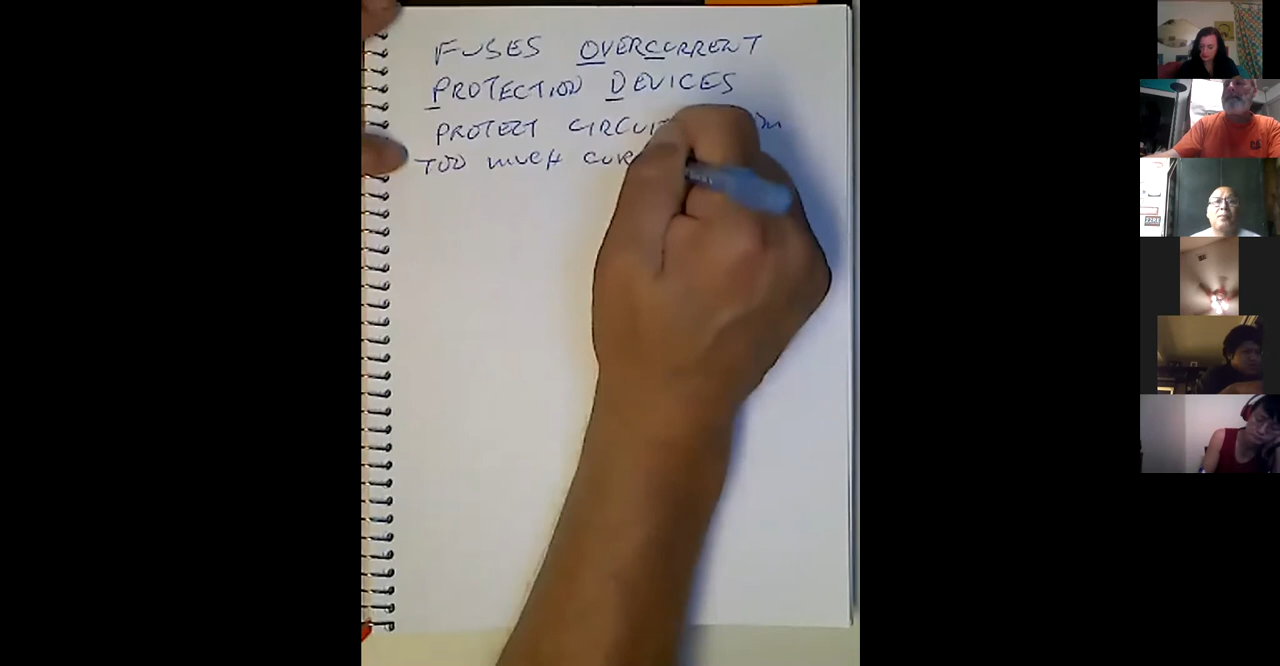 FUSES OVERCURRENT
PROTECTION DEVICES
PROTECT
TOO MUCH